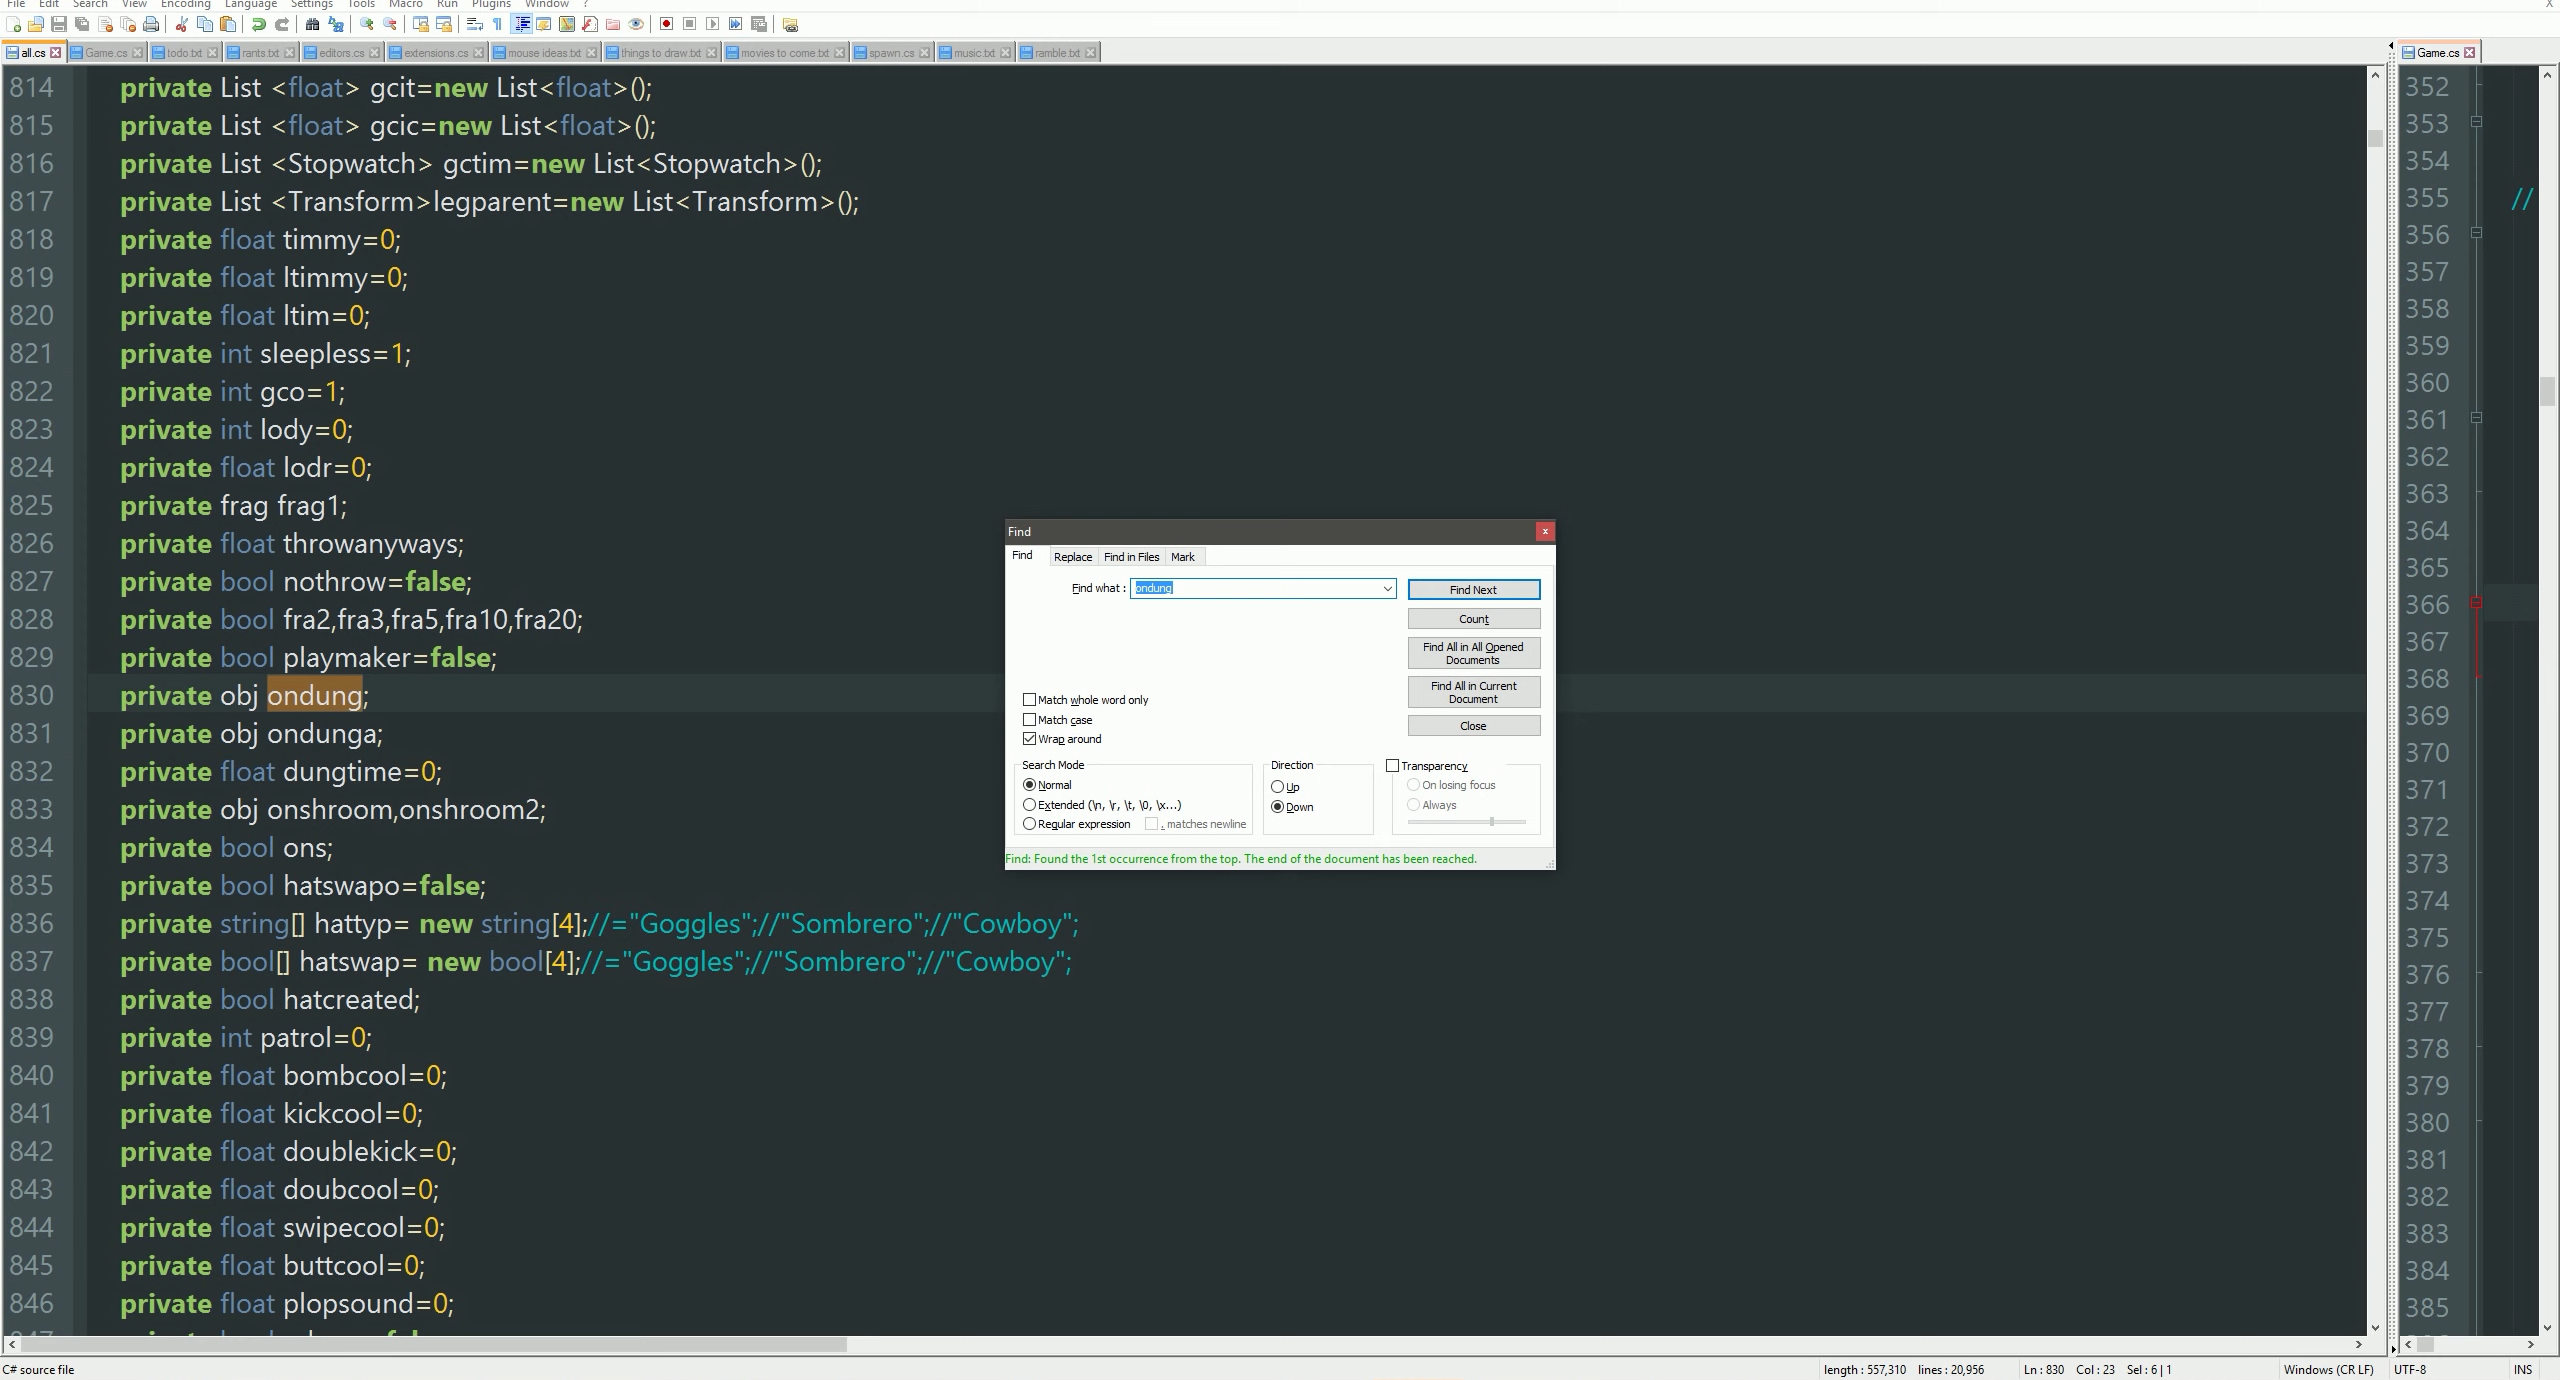 File Edit Search View Encoding Language Settings Tools Macro Run Plugins Window ? X
all.cs Game.cs todo.txt rants.txt editors.cs extensions.cs mouse ideas.txt things to draw.txt movies to come.txt spawn.cs music.txt ramble.txt
Game.cs
814 private List <float> gcit=new List<float>();
815 private List <float> gcic=new List<float>();
816 private List <Stopwatch> gctim=new List<Stopwatch>();
817 private List <Transform>legparent=new List<Transform>();
818 private float timmy=0;
819 private float ltimmy=0;
820 private float ltim=0;
821 private int sleepless=1;
822 private int gco=1;
823 private int lody=0;
824 private float lodr=0;
825 private frag frag1;
826 private float throwanyways;
827 private bool nothrow=false;
828 private bool fra2,fra3,fra5,fra10,fra20;
829 private bool playmaker=false;
830 private obj ondung;
831 private obj ondunga;
832 private float dungtime=0;
833 private obj onshroom,onshroom2;
834 private bool ons;
835 private bool hatswapo=false;
836 private string[] hattyp= new string[4];//="Goggles";//"Sombrero";//"Cowboy";
837 private bool[] hatswap= new bool[4];//="Goggles";//"Sombrero";//"Cowboy";
838 private bool hatcreated;
839 private int patrol=0;
840 private float bombcool=0;
841 private float kickcool=0;
842 private float doublekick=0;
843 private float doubcool=0;
844 private float swipecool=0;
845 private float buttcool=0;
846 private float plopsound=0;
Find
Find Replace Find in Files Mark
Find what : ondung
Find Next
Count
Find All in All Opened
Documents
Find All in Current
Document
Close
Match whole word only
Match case
Wrap around
Search Mode
Normal
Extended (\n, \r, \t, \0, \x...)
Regular expression . matches newline
Direction
Up
Down
Transparency
On losing focus
Always
Find: Found the 1st occurrence from the top. The end of the document has been reached.
352
353
354
355 //
356
357
358
359
360
361
362
363
364
365
366
367
368
369
370
371
372
373
374
375
376
377
378
379
380
381
382
383
384
385
C# source file length : 557,310 lines : 20,956 Ln : 830 Col : 23 Sel : 6 | 1 Windows (CR LF) UTF-8 INS